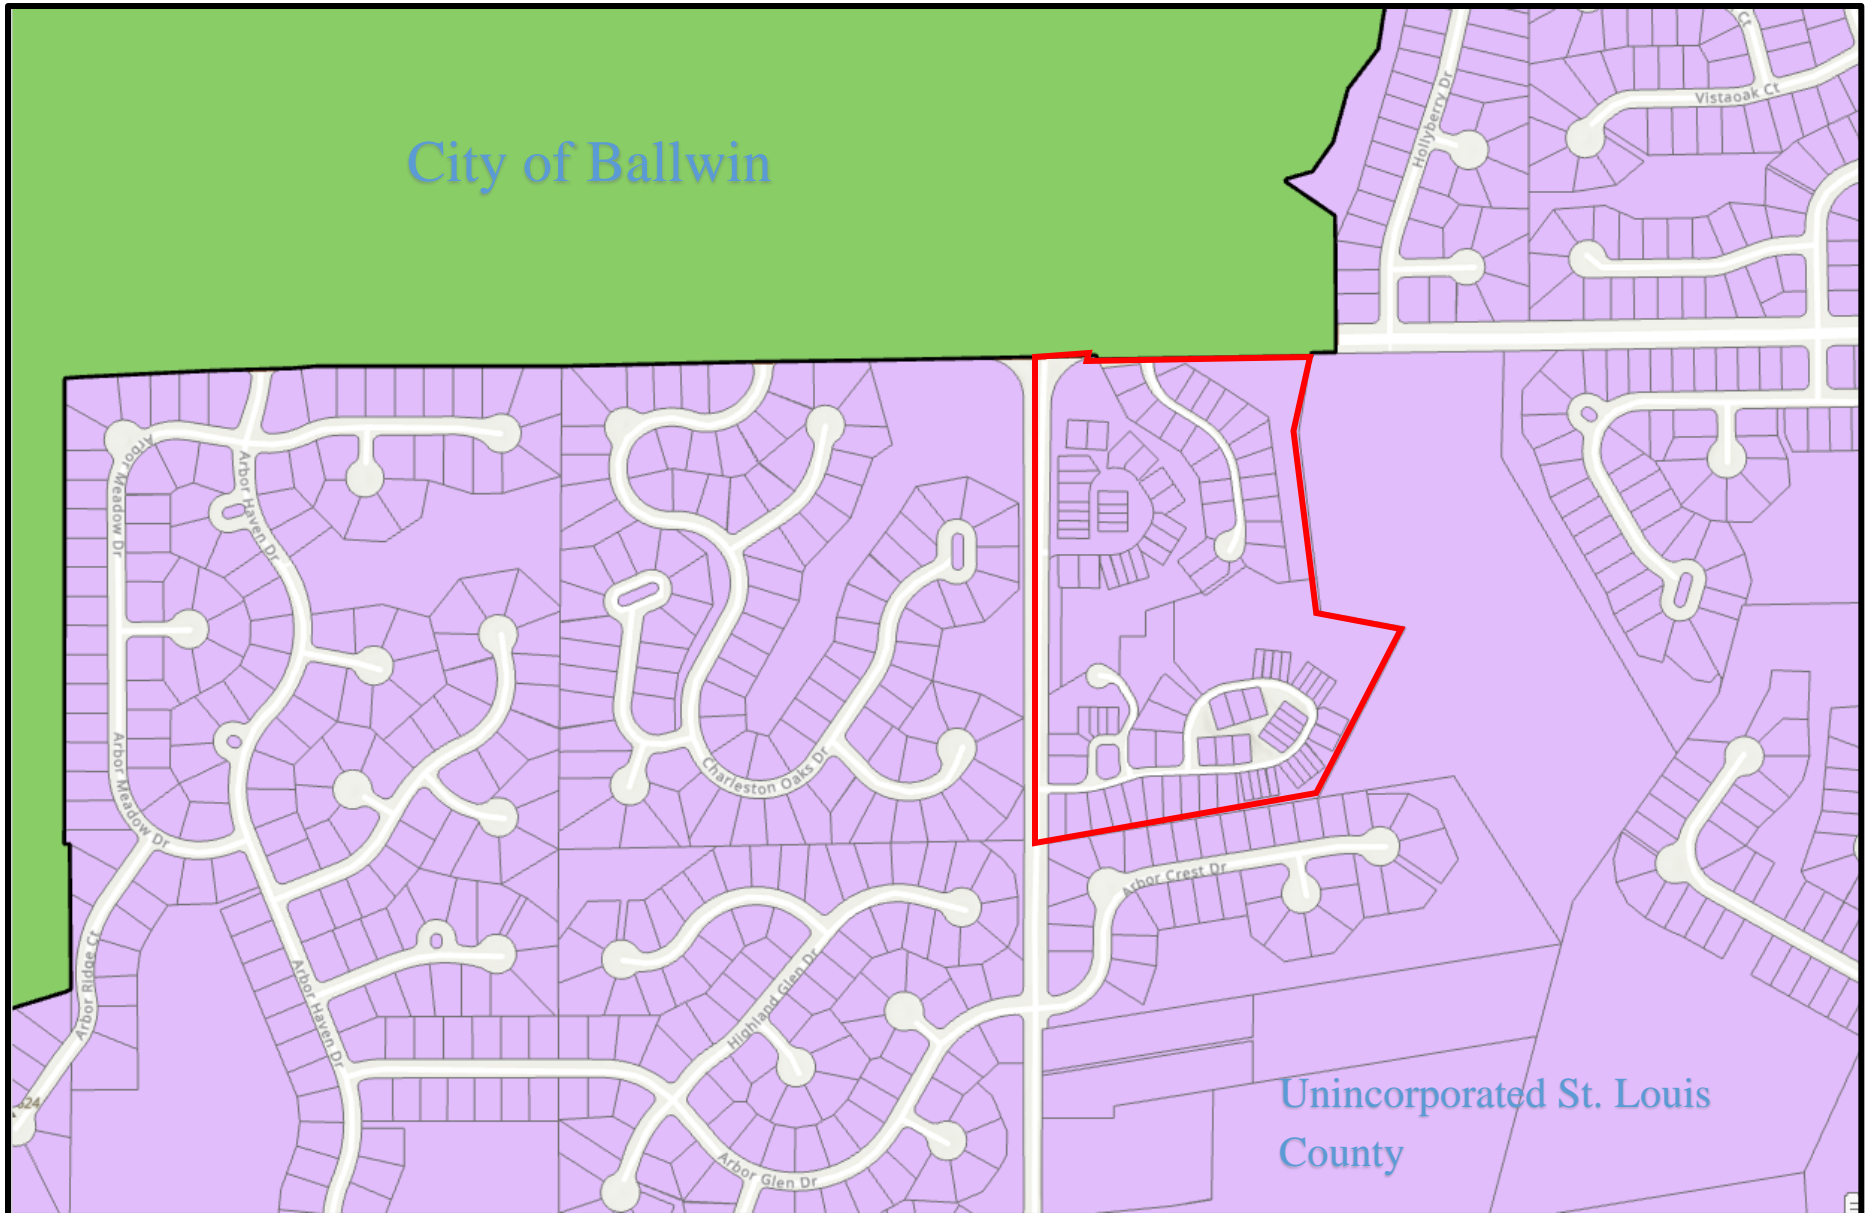 Ct
Vistaoak Ct
Hollyberry Dr
City of Ballwin
Arbor Meadow Dr
Arbor Haven Dr
Arbor Meadow Dr
Charleston Oaks Dr
Arbor Crest Dr
Arbor Ridge Ct
Arbor Haven Dr
Highland Glen Dr
Unincorporated St. Louis
County
Arbor Glen Dr